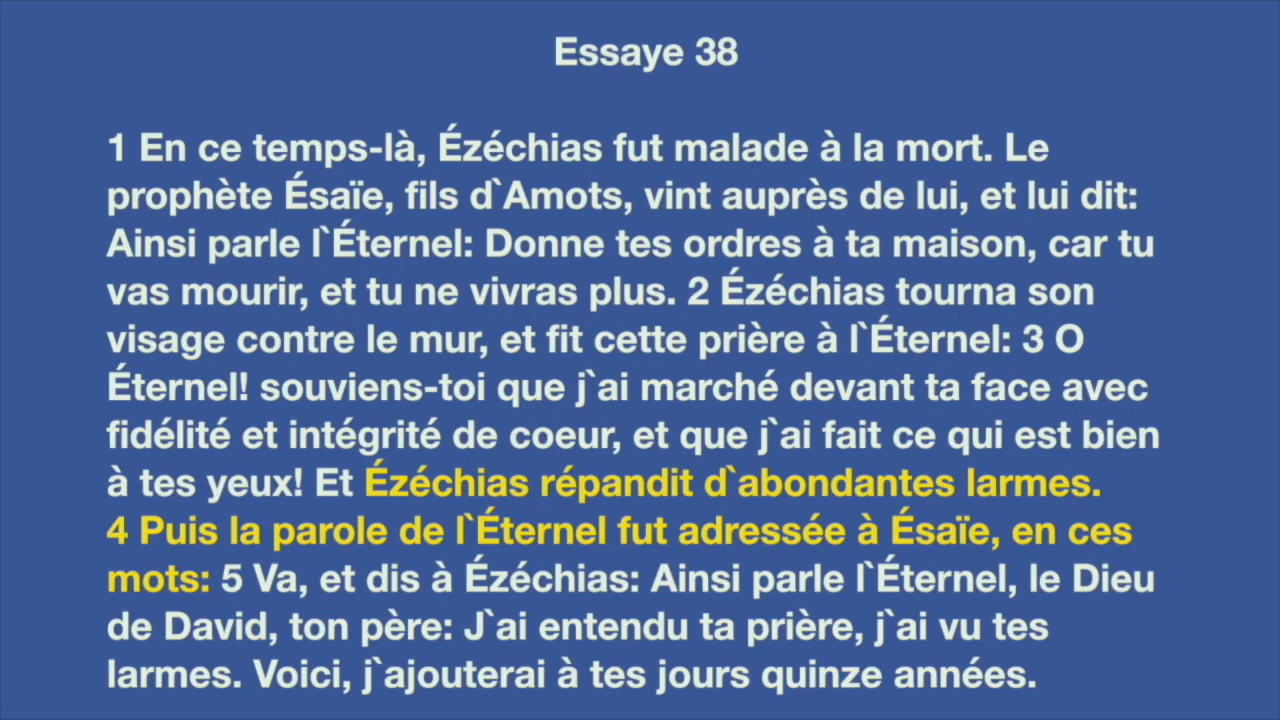 Essaye 38
1 En ce temps-là, Ézéchias fut malade à la mort. Le
prophète Ésaïe, fils d`Amots, vint auprès de lui, et lui dit:
Ainsi parle l`Éternel: Donne tes ordres à ta maison, car tu
vas mourir, et tu ne vivras plus. 2 Ézéchias tourna son
visage contre le mur, et fit cette prière à l`Éternel: 3 O
Éternel! souviens-toi que j`ai marché devant ta face avec
fidélité et intégrité de coeur, et que j`ai fait ce qui est bien
à tes yeux! Et Ézéchias répandit d`abondantes larmes.
4 Puis la parole de l`Éternel fut adressée à Ésaïe, en ces
mots: 5 Va, et dis à Ézéchias: Ainsi parle l`Éternel, le Dieu
de David, ton père: J`ai entendu ta prière, j`ai vu tes
larmes. Voici, j`ajouterai à tes jours quinze années.